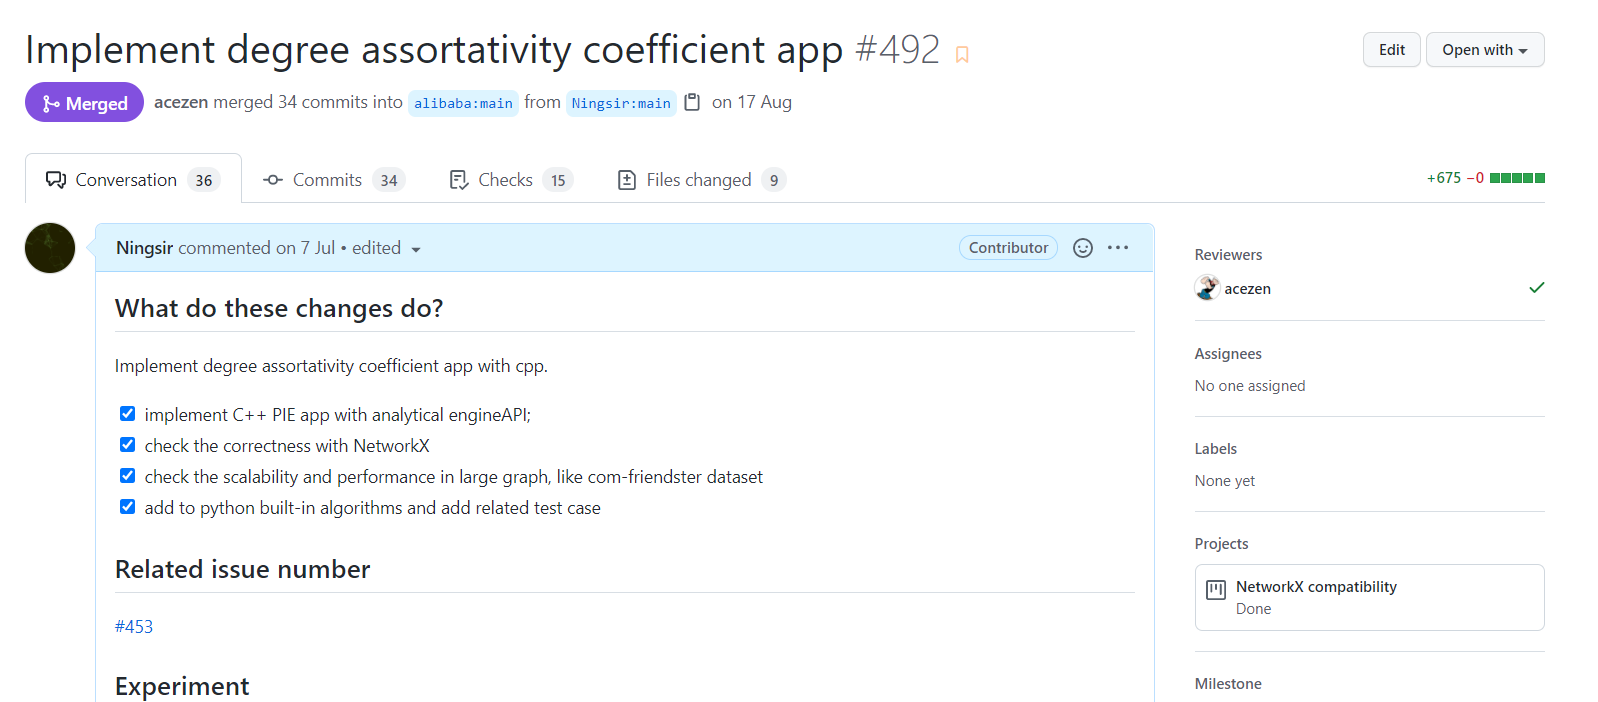 Implement degree assortativity coefficient app #492
Edit
Open with
Merged
acezen merged 34 commits into alibaba:main from Ningsir:main on 17 Aug
Conversation 36
Commits 34
Checks 15
Files changed 9
+675 −0
Ningsir commented on 7 Jul • edited
Contributor
What do these changes do?
Implement degree assortativity coefficient app with cpp.
implement C++ PIE app with analytical engineAPI;
check the correctness with NetworkX
check the scalability and performance in large graph, like com-friendster dataset
add to python built-in algorithms and add related test case
Related issue number
#453
Experiment
Reviewers
acezen
Assignees
No one assigned
Labels
None yet
Projects
NetworkX compatibility
Done
Milestone